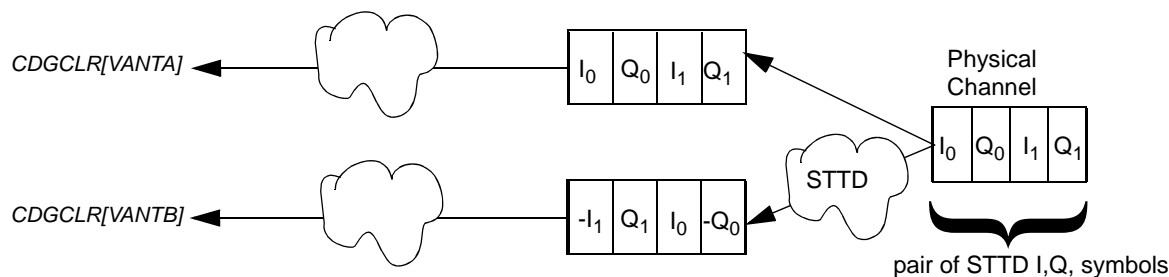 CDGCLR[VANTA]
I0 Q0 I1 Q1
Physical
Channel
I0 Q0 I1 Q1
STTD
CDGCLR[VANTB]
-I1 Q1 I0 -Q0
pair of STTD I,Q, symbols